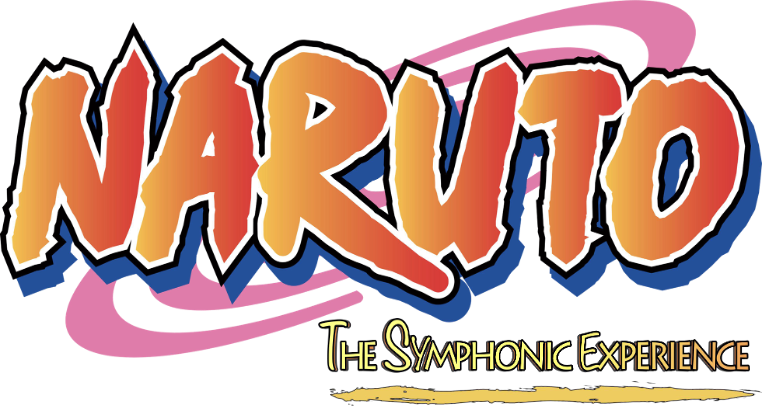 NARUTO
THE SYMPHONIC EXPERIENCE